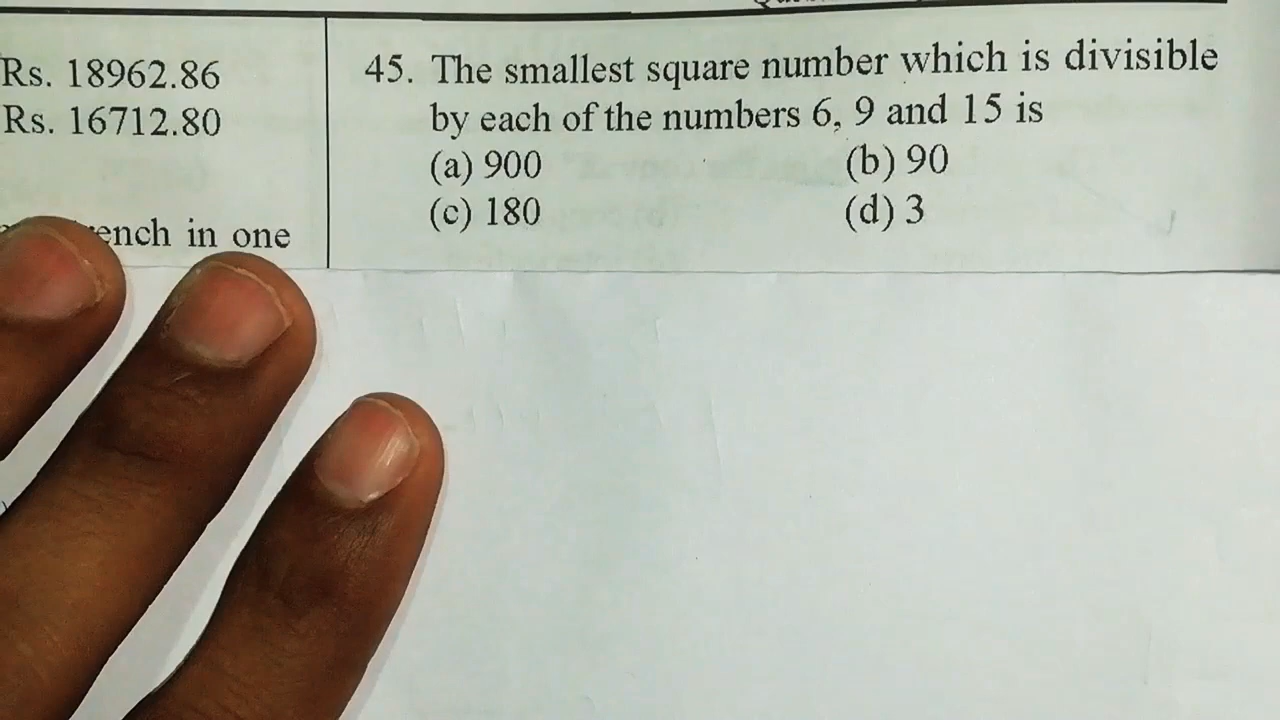 Rs. 18962.86
Rs. 16712.80
in one
45. The smallest square number which is divisible
by each of the numbers 6, 9 and 15 is
(a) 900 (b) 90
(c) 180 (d) 3